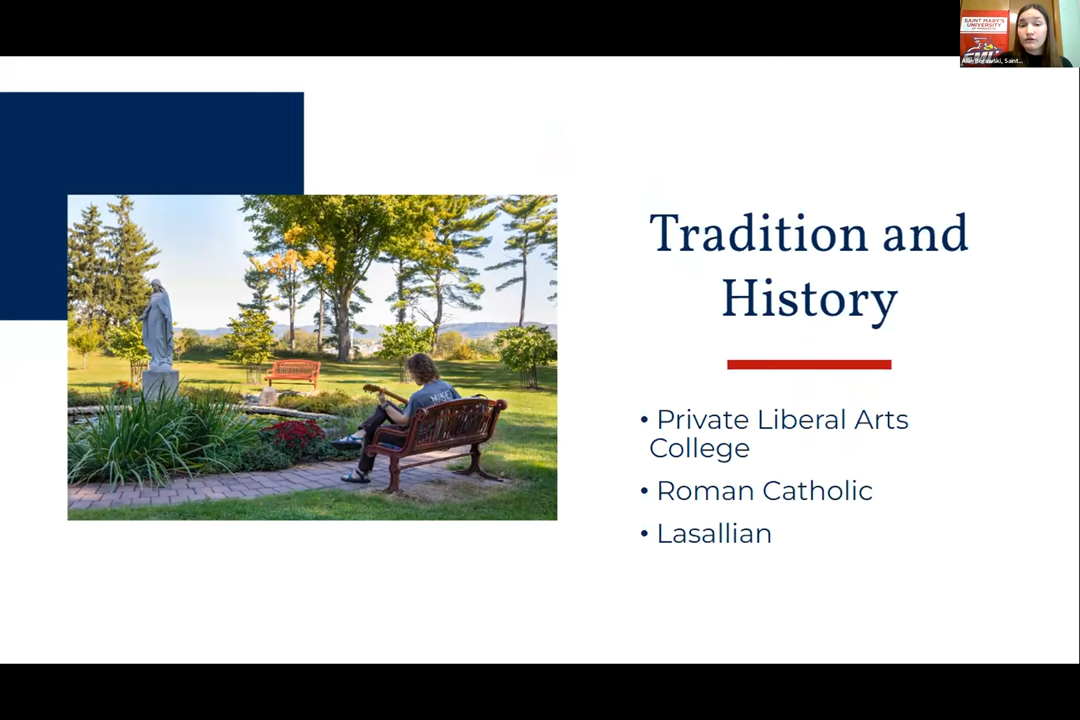 SAINT MARY'S
UNIVERSITY
Tradition and
History
• Private Liberal Arts
College
• Roman Catholic
• Lasallian